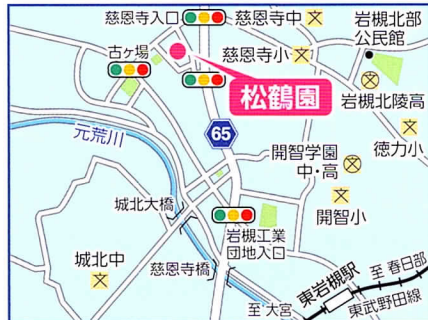 慈恩寺入口
慈恩寺中
岩槻北部
公民館
古ヶ場
慈恩寺小
松鶴園
岩槻北陵高
元荒川
65
徳力小
開智学園
中・高
城北大橋
開智小
岩槻工業
団地入口
城北中
慈恩寺橋
東岩槻駅
至春日部
至大宮
東武野田線